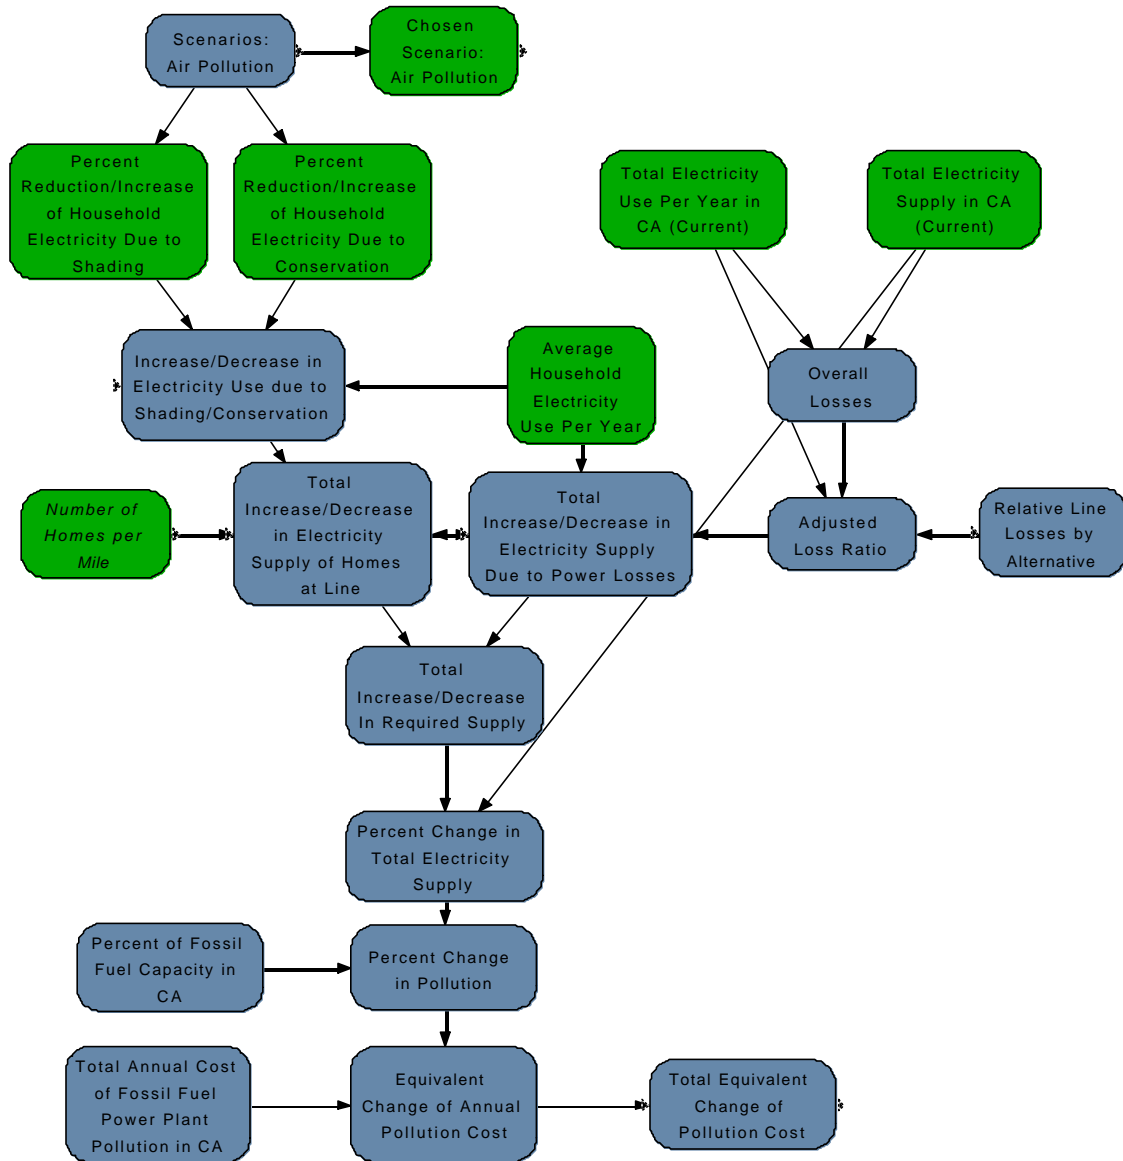 Scenarios:
Air Pollution
Chosen
Scenario:
Air Pollution
Percent
Reduction/Increase
of Household
Electricity Due to
Shading
Percent
Reduction/Increase
of Household
Electricity Due to
Conservation
Total Electricity
Use Per Year in
CA (Current)
Total Electricity
Supply in CA
(Current)
Increase/Decrease in
Electricity Use due to
Shading/Conservation
Average
Household
Electricity
Use Per Year
Overall
Losses
Number of
Homes per
Mile
Total
Increase/Decrease
in Electricity
Supply of Homes
at Line
Total
Increase/Decrease in
Electricity Supply
Due to Power Losses
Adjusted
Loss Ratio
Relative Line
Losses by
Alternative
Total
Increase/Decrease
In Required Supply
Percent Change in
Total Electricity
Supply
Percent of Fossil
Fuel Capacity in
CA
Percent Change
in Pollution
Total Annual Cost
of Fossil Fuel
Power Plant
Pollution in CA
Equivalent
Change of Annual
Pollution Cost
Total Equivalent
Change of
Pollution Cost